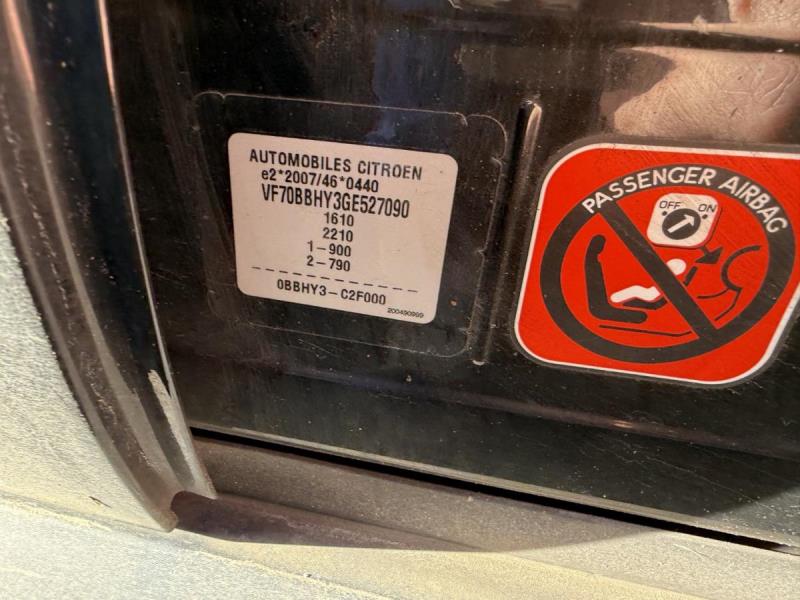 AUTOMOBILES CITROEN
e2*2007/46*0440
VF70BBHY3GE527090
1610
2210
1-900
2-790
0BBHY3-C2F000
200490999
PASSENGER AIRBAG
OFF ON